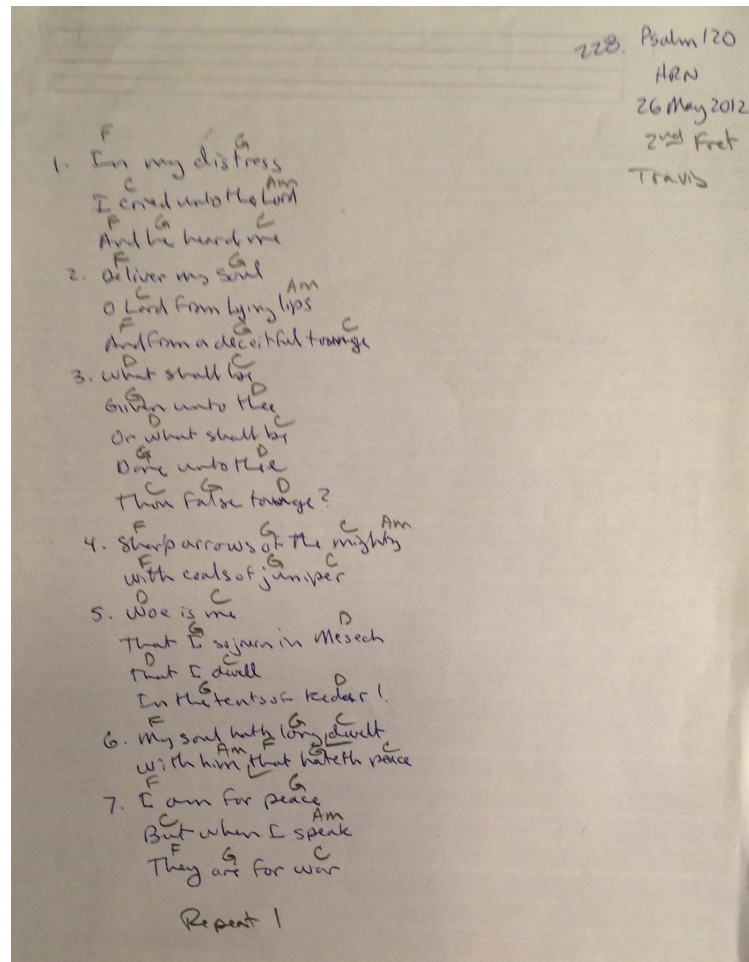 228. Psalm 120
HRN
26 May 2012
2nd Fret
Travis
F G
1. In my distress
C Am
I cried unto the Lord
F G C
And he heard me
F G
2. Deliver my soul
C Am
O Lord from lying lips
F G C
And from a deceitful tounge
D C
3. What shall be
G D
Given unto thee
D C
Or what shall be
G D
Done unto thee
C G D
Thou false tounge?
F G C Am
4. Sharp arrows of the mighty
F G C
with coals of juniper
D C
5. Woe is me
G D
That I sojourn in Mesech
D C
That I dwell
G D
In the tents of Kedar!
F G C
6. My soul hath long dwelt
Am F G C
with him that hateth peace
F G
7. I am for peace
C Am
But when I speak
F G C
They are for war
Repeat 1